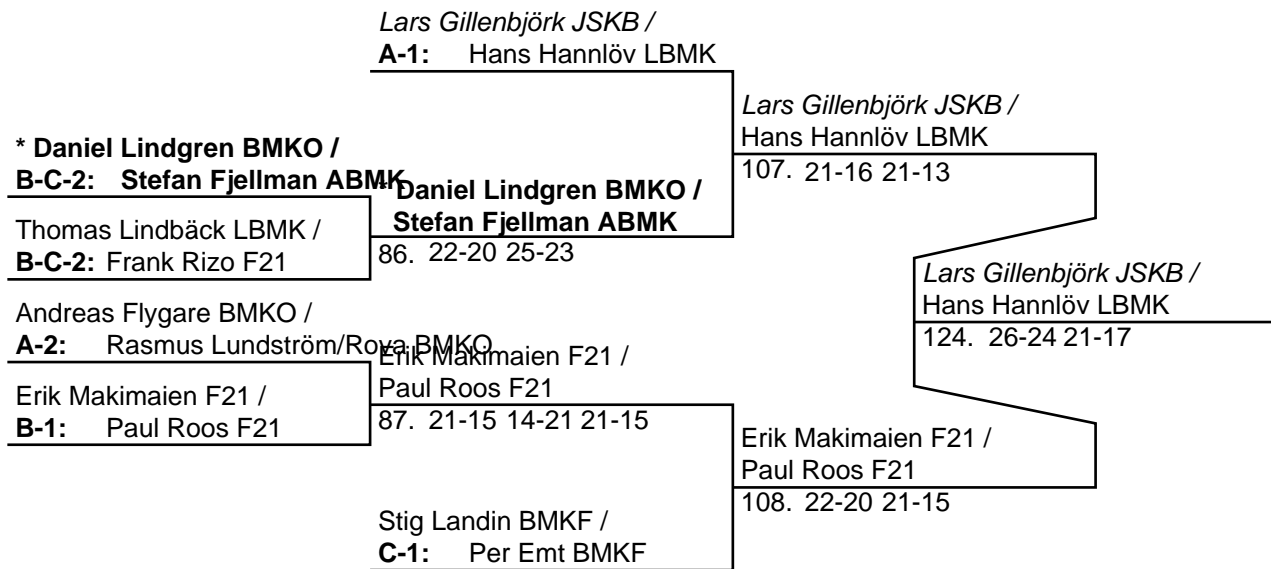 Lars Gillenbjörk JSKB /
A-1: Hans Hannlöv LBMK
Lars Gillenbjörk JSKB /
Hans Hannlöv LBMK
107. 21-16 21-13
* Daniel Lindgren BMKO /
B-C-2: Stefan Fjellman ABMK
* Daniel Lindgren BMKO /
Stefan Fjellman ABMK
86. 22-20 25-23
Thomas Lindbäck LBMK /
B-C-2: Frank Rizo F21
Lars Gillenbjörk JSKB /
Hans Hannlöv LBMK
124. 26-24 21-17
Andreas Flygare BMKO /
A-2: Rasmus Lundström/Rova BMKO
Erik Makimaien F21 /
Paul Roos F21
87. 21-15 14-21 21-15
Erik Makimaien F21 /
B-1: Paul Roos F21
Erik Makimaien F21 /
Paul Roos F21
108. 22-20 21-15
Stig Landin BMKF /
C-1: Per Emt BMKF